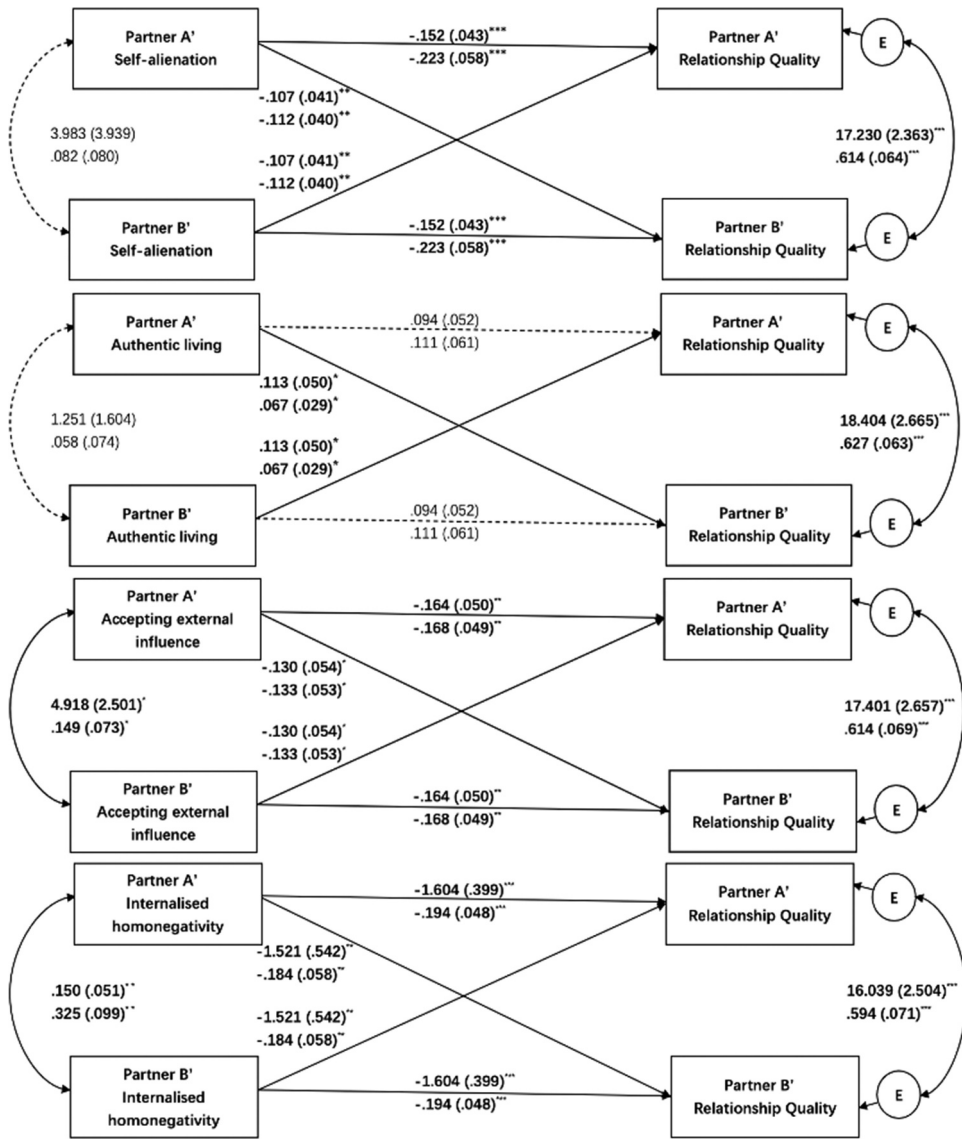 Partner A'
Self-alienation
-.152 (.043)***
-.223 (.058)***
Partner A'
Relationship Quality
E
-.107 (.041)**
-.112 (.040)**
3.983 (3.939)
.082 (.080)
17.230 (2.363)***
.614 (.064)***
-.107 (.041)**
-.112 (.040)**
Partner B'
Self-alienation
-.152 (.043)***
-.223 (.058)***
Partner B'
Relationship Quality
E
Partner A'
Authentic living
.094 (.052)
.111 (.061)
Partner A'
Relationship Quality
E
.113 (.050)*
.067 (.029)*
1.251 (1.604)
.058 (.074)
18.404 (2.665)***
.627 (.063)***
.113 (.050)*
.067 (.029)*
Partner B'
Authentic living
.094 (.052)
.111 (.061)
Partner B'
Relationship Quality
E
Partner A'
Accepting external
influence
-.164 (.050)**
-.168 (.049)**
Partner A'
Relationship Quality
E
-.130 (.054)*
-.133 (.053)*
4.918 (2.501)*
.149 (.073)*
17.401 (2.657)***
.614 (.069)***
-.130 (.054)*
-.133 (.053)*
Partner B'
Accepting external
influence
-.164 (.050)**
-.168 (.049)**
Partner B'
Relationship Quality
E
Partner A'
Internalised
homonegativity
-1.604 (.399)***
-.194 (.048)***
Partner A'
Relationship Quality
E
-1.521 (.542)**
-.184 (.058)**
.150 (.051)**
.325 (.099)**
16.039 (2.504)***
.594 (.071)***
-1.521 (.542)**
-.184 (.058)**
Partner B'
Internalised
homonegativity
-1.604 (.399)***
-.194 (.048)***
Partner B'
Relationship Quality
E